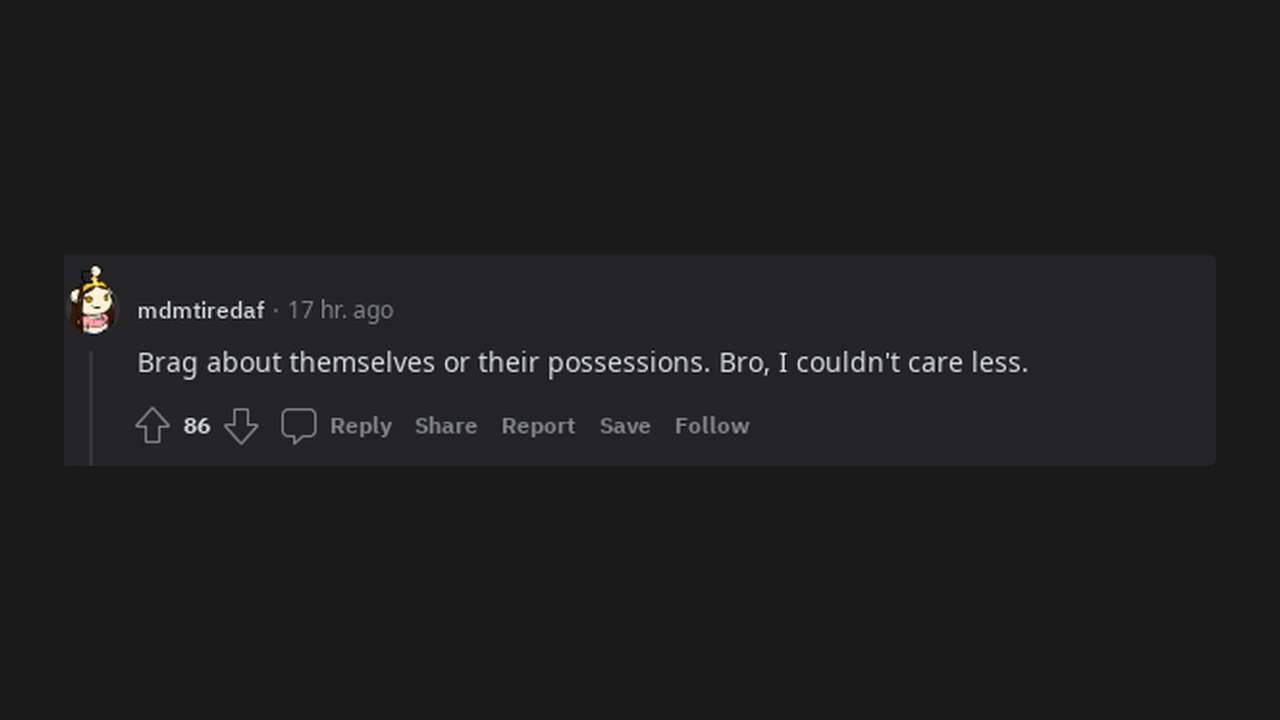 mdmtiredaf · 17 hr. ago
Brag about themselves or their possessions. Bro, I couldn't care less.
86 Reply Share Report Save Follow